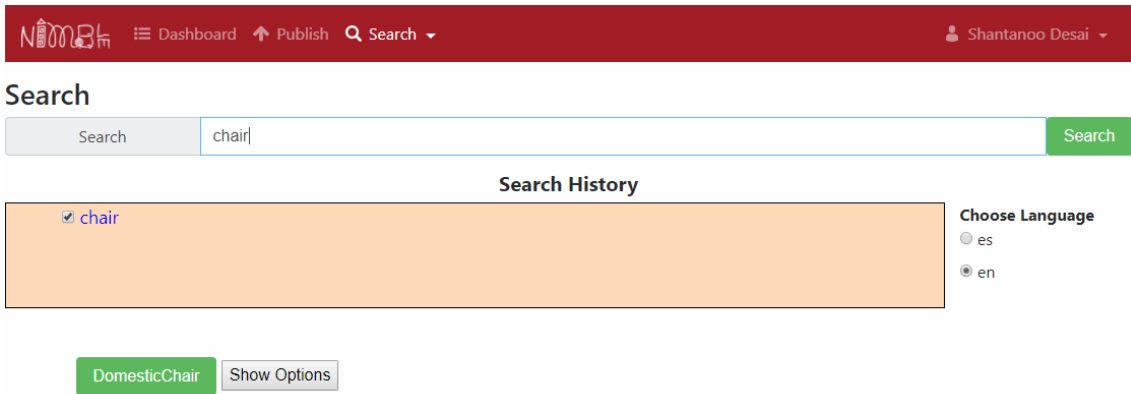 NIMBLE Dashboard Publish Search Shantanoo Desai
Search
Search chair Search
Search History
chair
Choose Language
es
en
DomesticChair Show Options